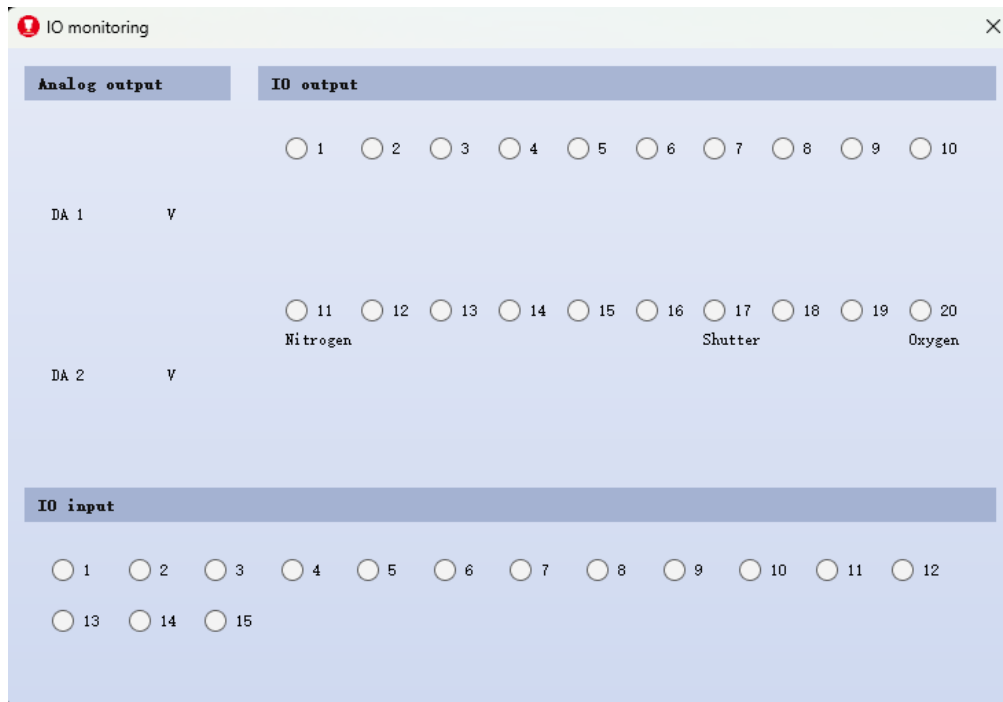 IO monitoring
Analog output
IO output
1 2 3 4 5 6 7 8 9 10
DA 1 V
11 12 13 14 15 16 17 18 19 20
Nitrogen Shutter Oxygen
DA 2 V
IO input
1 2 3 4 5 6 7 8 9 10 11 12
13 14 15